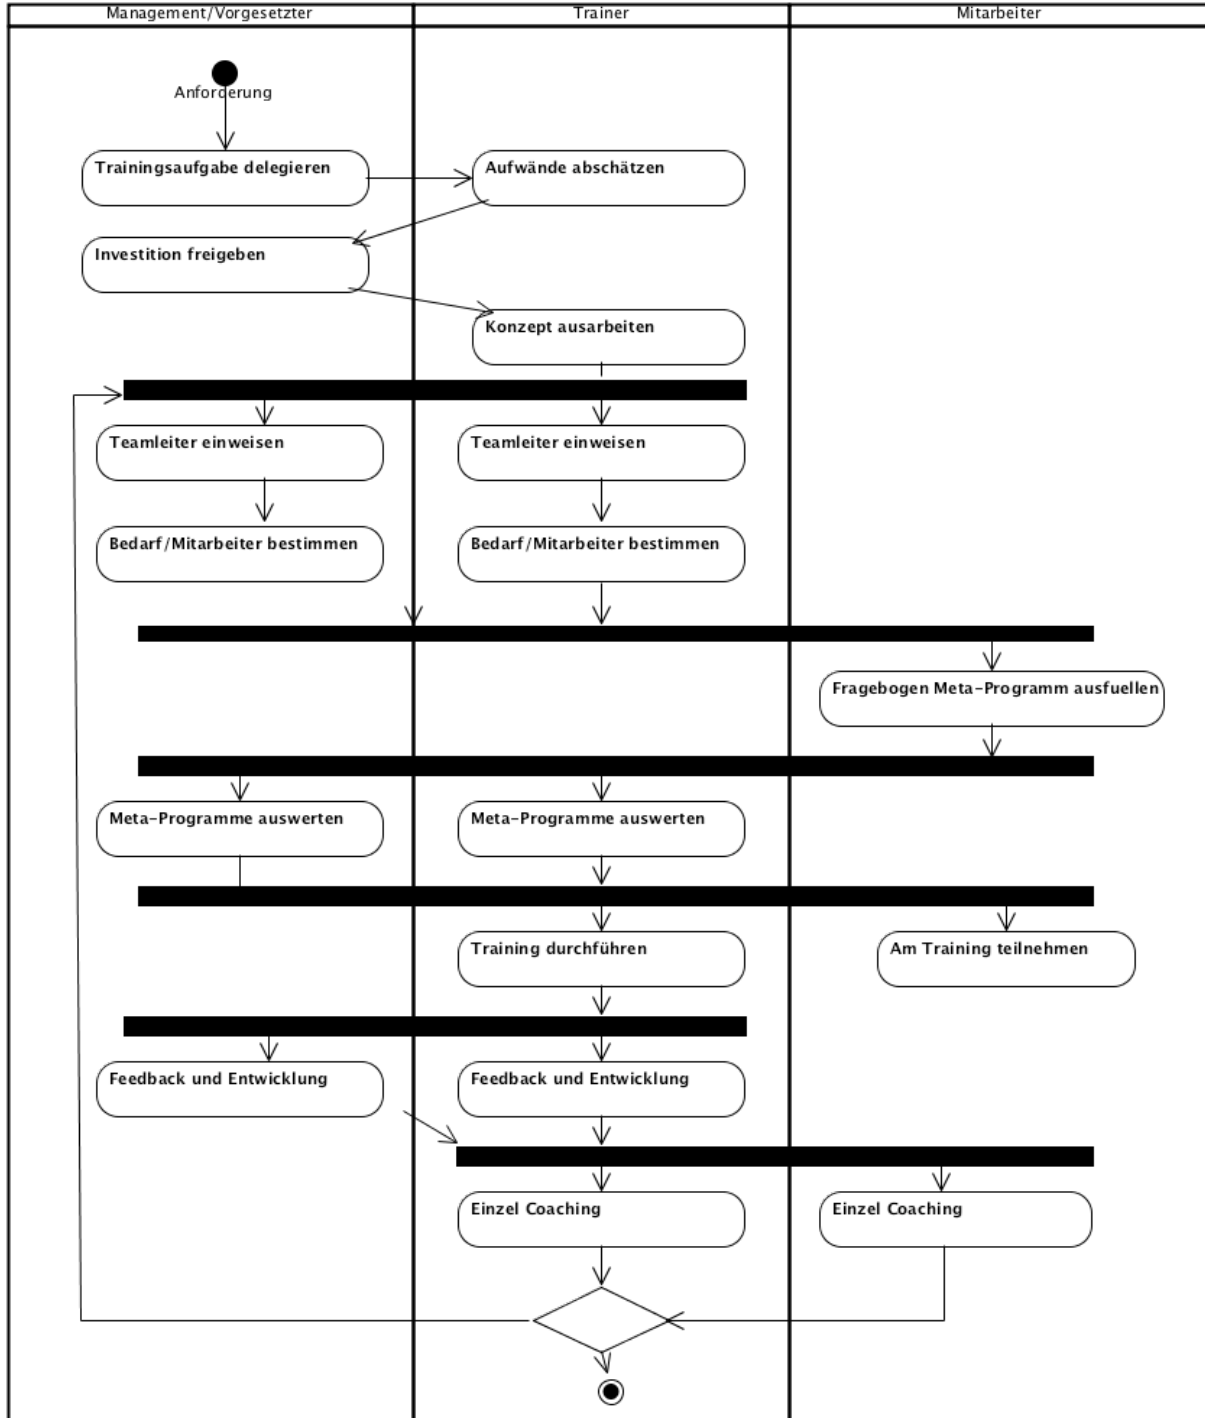 Management/Vorgesetzter
Trainer
Mitarbeiter
Anforderung
Trainingsaufgabe delegieren
Aufwände abschätzen
Investition freigeben
Konzept ausarbeiten
Teamleiter einweisen
Teamleiter einweisen
Bedarf/Mitarbeiter bestimmen
Bedarf/Mitarbeiter bestimmen
Fragebogen Meta-Programm ausfuellen
Meta-Programme auswerten
Meta-Programme auswerten
Training durchführen
Am Training teilnehmen
Feedback und Entwicklung
Feedback und Entwicklung
Einzel Coaching
Einzel Coaching